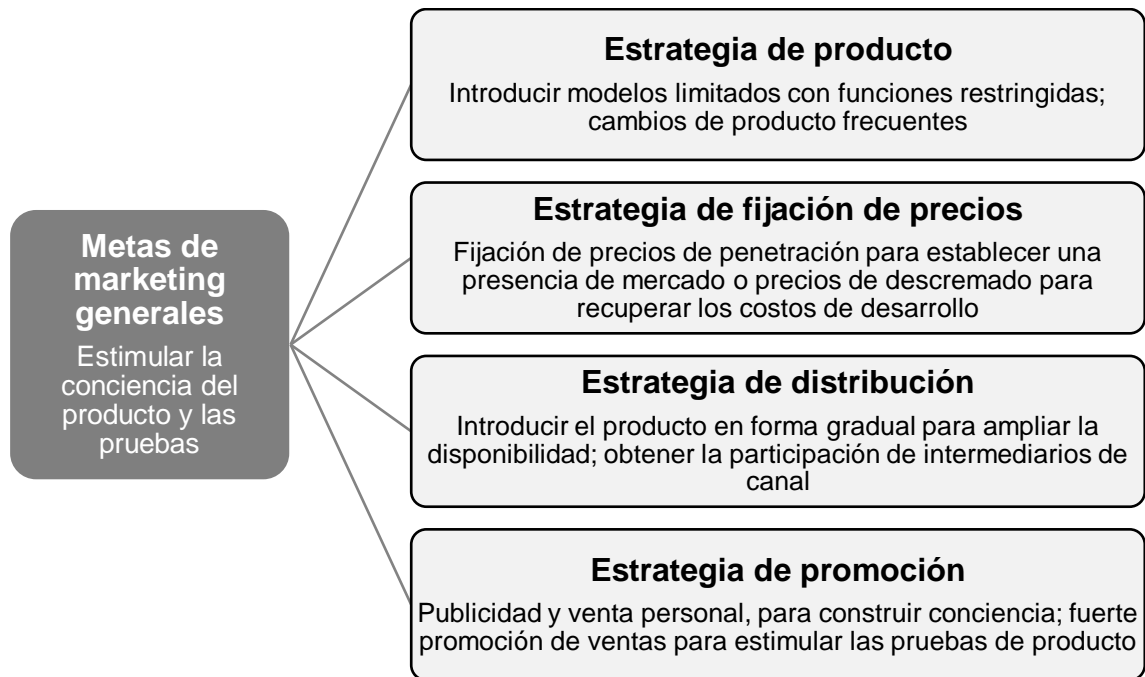 Metas de
marketing
generales
Estimular la
conciencia del
producto y las
pruebas
Estrategia de producto
Introducir modelos limitados con funciones restringidas;
cambios de producto frecuentes
Estrategia de fijación de precios
Fijación de precios de penetración para establecer una
presencia de mercado o precios de descremado para
recuperar los costos de desarrollo
Estrategia de distribución
Introducir el producto en forma gradual para ampliar la
disponibilidad; obtener la participación de intermediarios de
canal
Estrategia de promoción
Publicidad y venta personal, para construir conciencia; fuerte
promoción de ventas para estimular las pruebas de producto